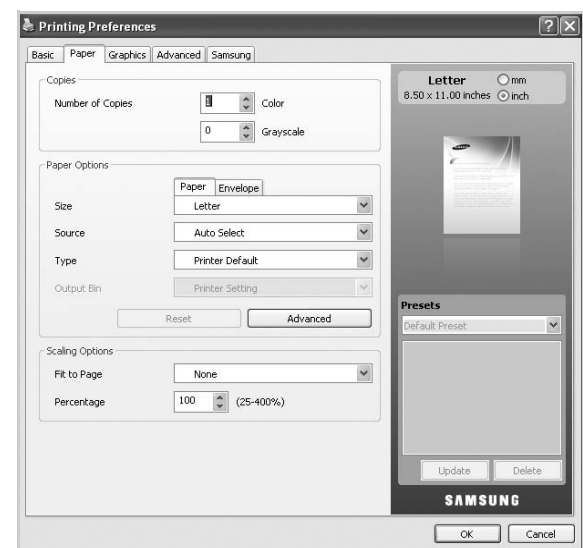 Printing Preferences
Basic Paper Graphics Advanced Samsung
Copies
Number of Copies 1 Color
0 Grayscale
Paper Options
Paper Envelope
Size Letter
Source Auto Select
Type Printer Default
Output Bin Printer Setting
Reset Advanced
Scaling Options
Fit to Page None
Percentage 100 (25-400%)
Letter mm
8.50 x 11.00 inches inch
Presets
Default Preset
Update Delete
SAMSUNG
OK Cancel